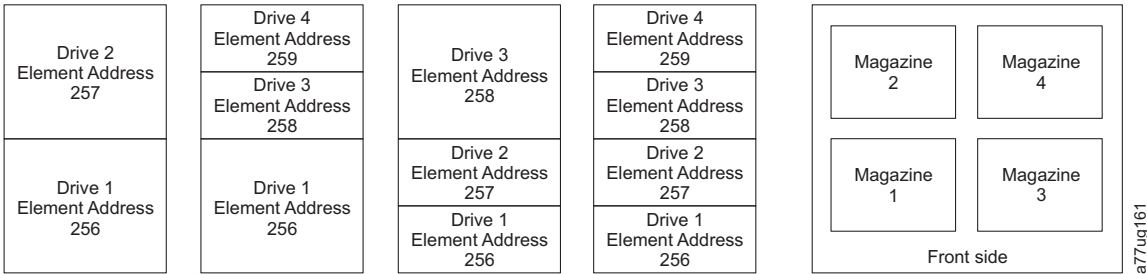 Drive 2
Element Address
257
Drive 1
Element Address
256
Drive 4
Element Address
259
Drive 3
Element Address
258
Drive 1
Element Address
256
Drive 3
Element Address
258
Drive 2
Element Address
257
Drive 1
Element Address
256
Drive 4
Element Address
259
Drive 3
Element Address
258
Drive 2
Element Address
257
Drive 1
Element Address
256
Magazine
2
Magazine
4
Magazine
1
Magazine
3
Front side
a77ug161